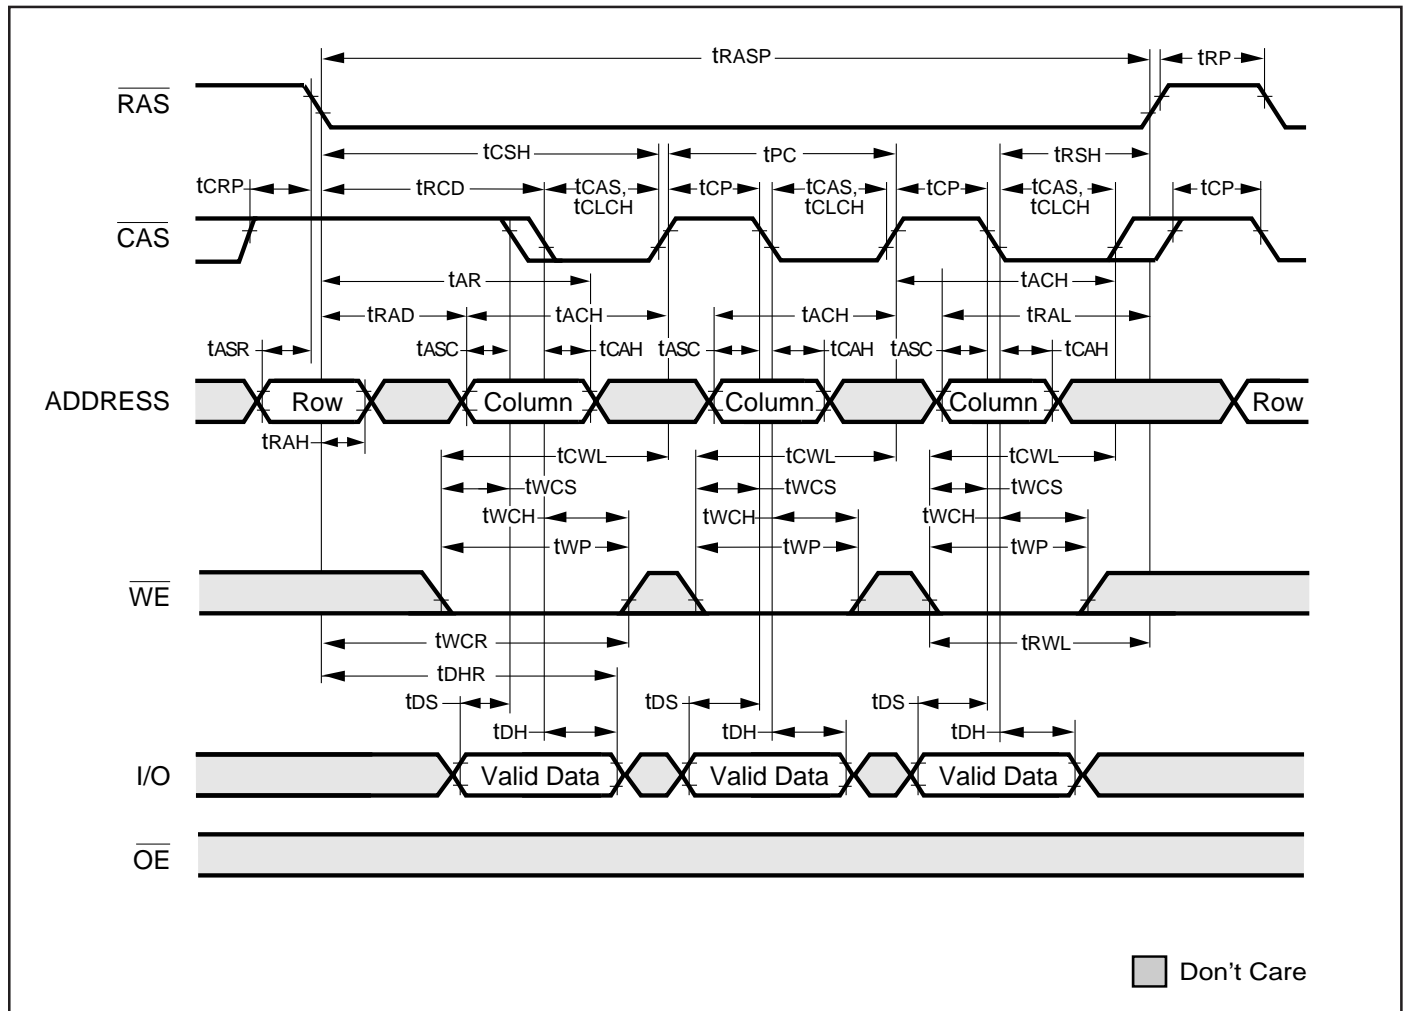 tRASP tRP
RAS
tCSH tPC tRSH
tCRP tRCD tCAS, tCLCH tCP tCAS, tCLCH tCP tCAS, tCLCH tCP
CAS
tAR tACH
tRAD tACH tACH tRAL
tASR tASC tCAH tASC tCAH tASC tCAH
ADDRESS Row Column Column Column Row
tRAH
tCWL tCWL tCWL
tWCS tWCS tWCS
tWCH tWCH tWCH
tWP tWP tWP
WE
tWCR tRWL
tDHR
tDS tDS tDS
tDH tDH tDH
I/O Valid Data Valid Data Valid Data
OE
Don't Care